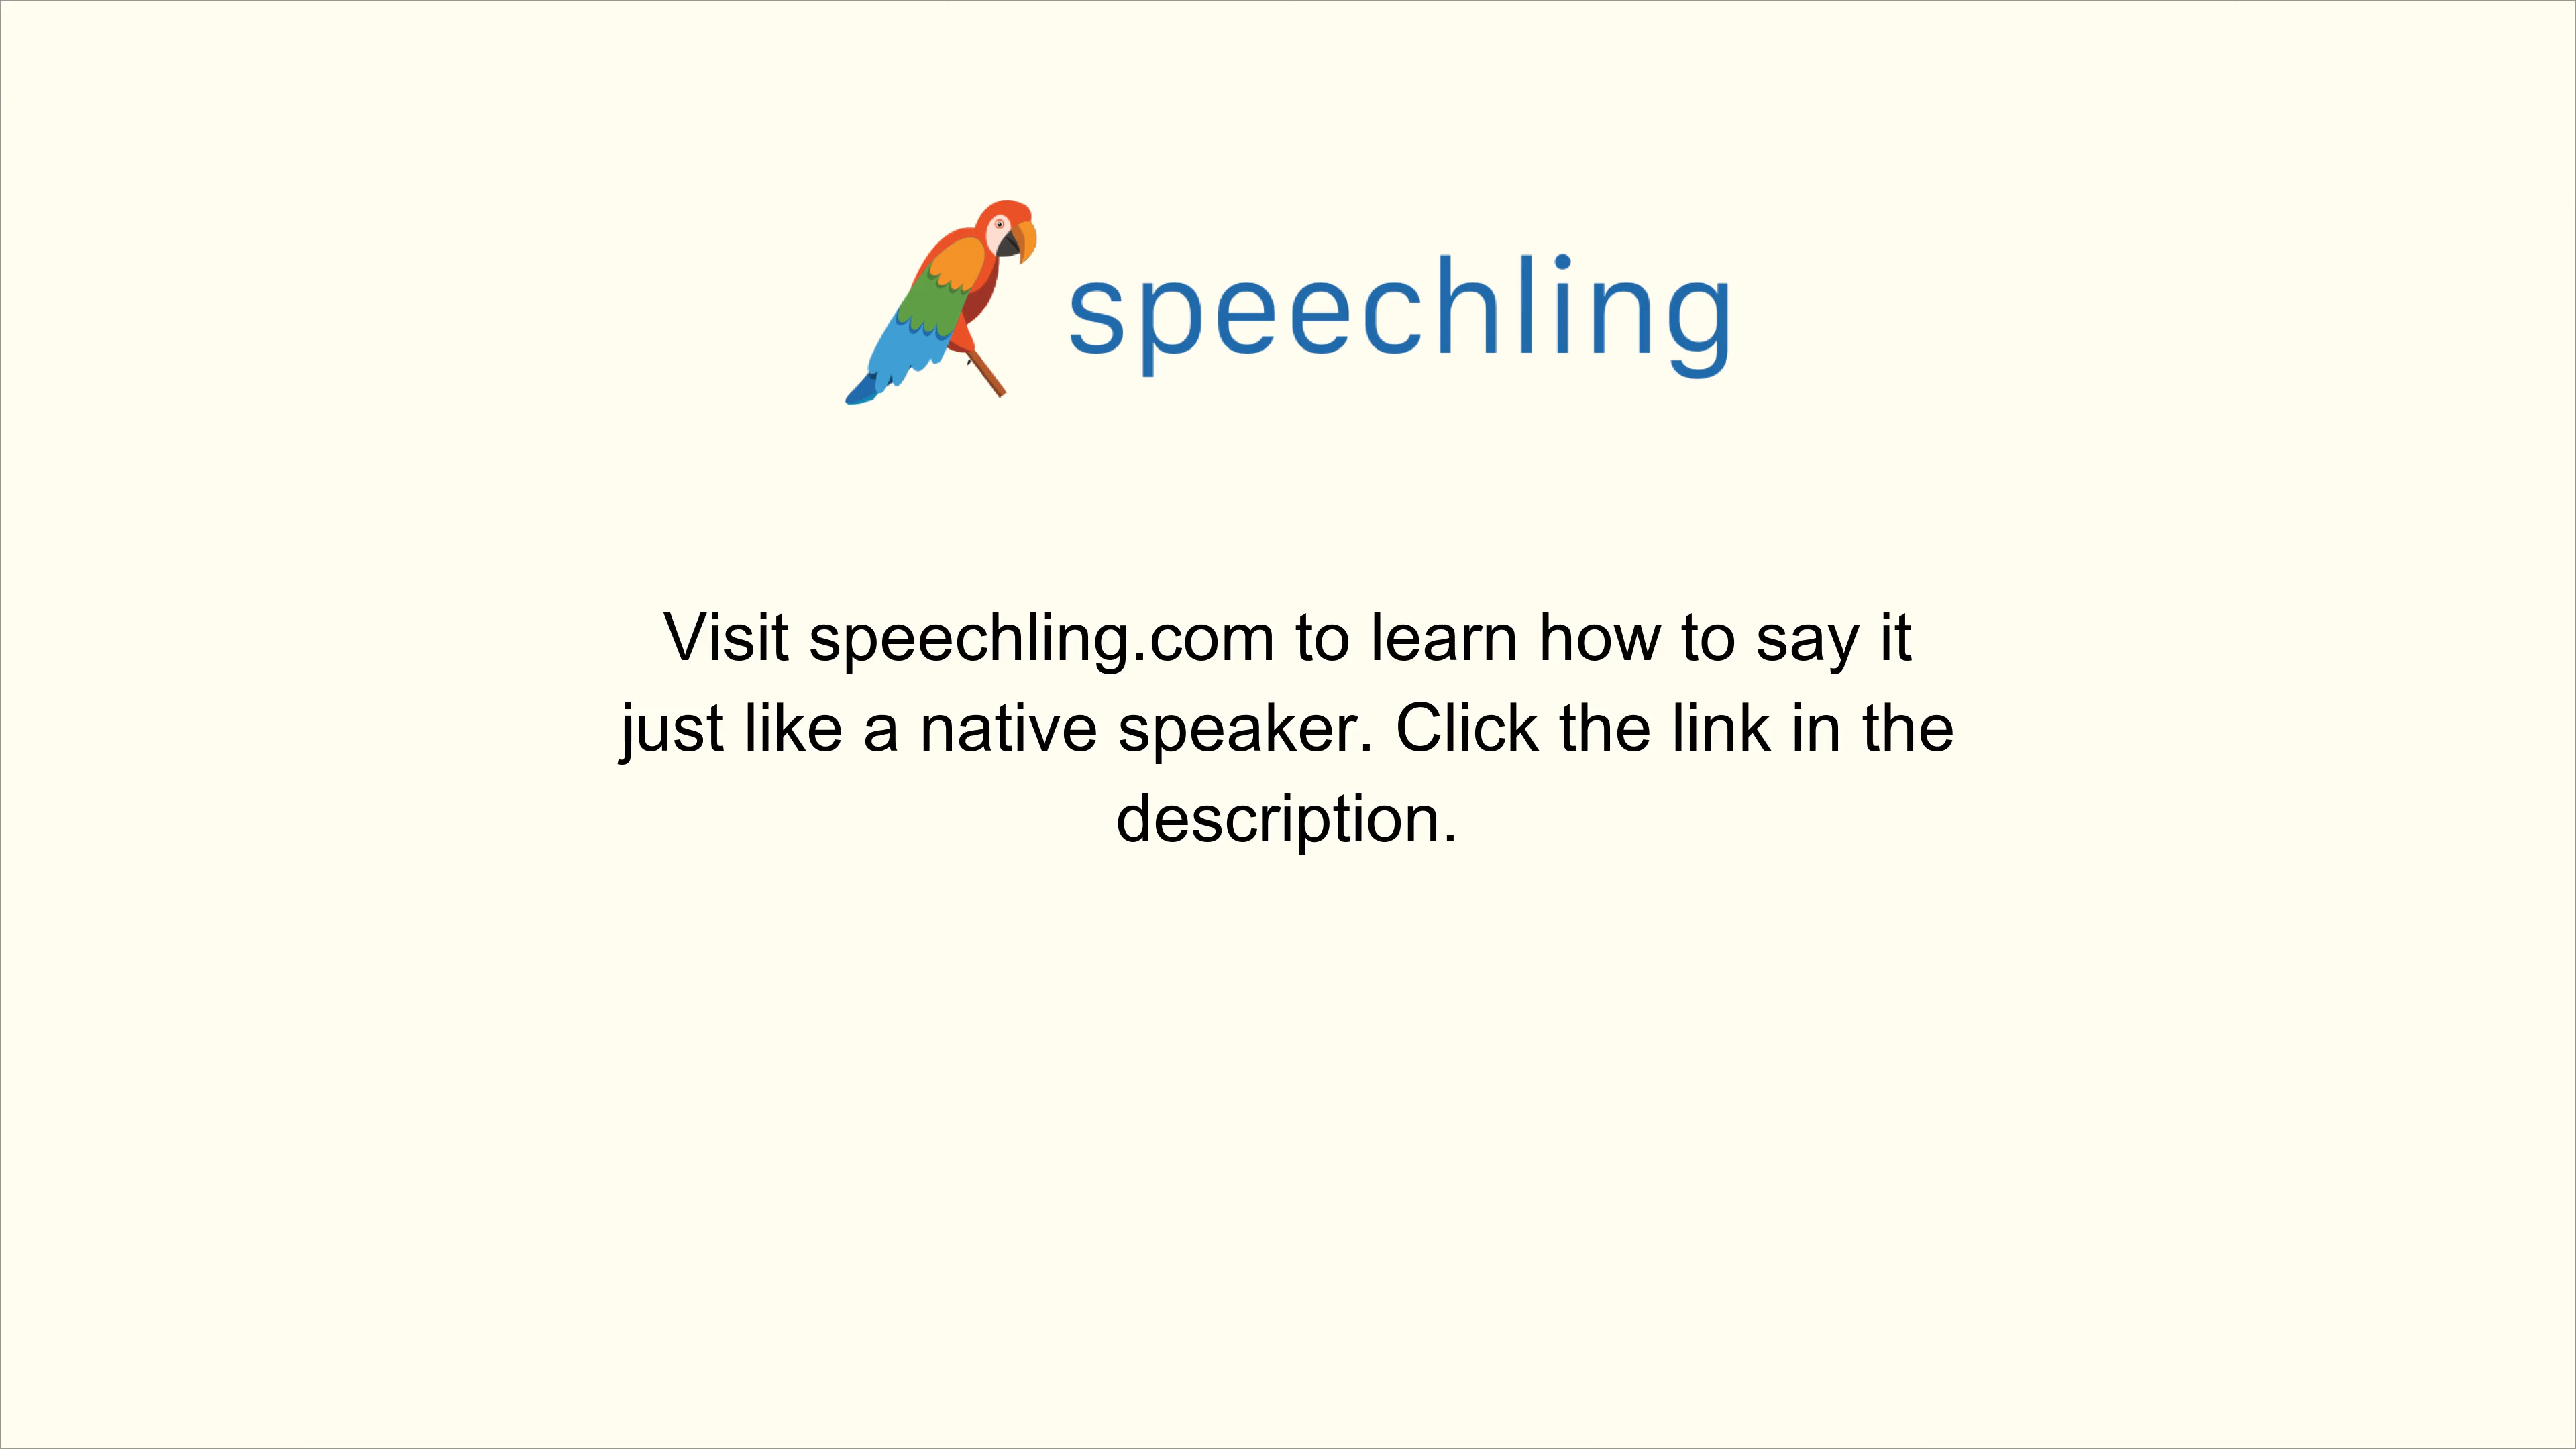 speechling
Visit speechling.com to learn how to say it
just like a native speaker. Click the link in the
description.